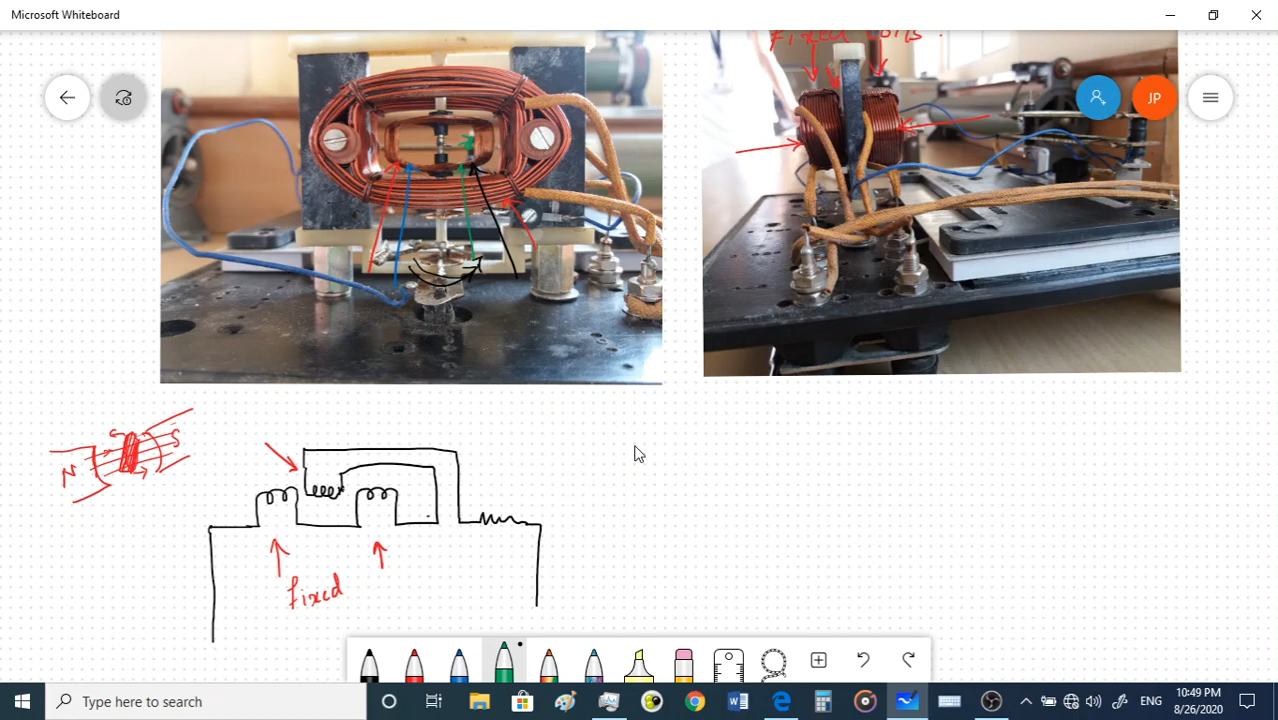 Microsoft Whiteboard
fixed coils.
JP
N
S
fixed
Type here to search
ENG
10:49 PM
8/26/2020